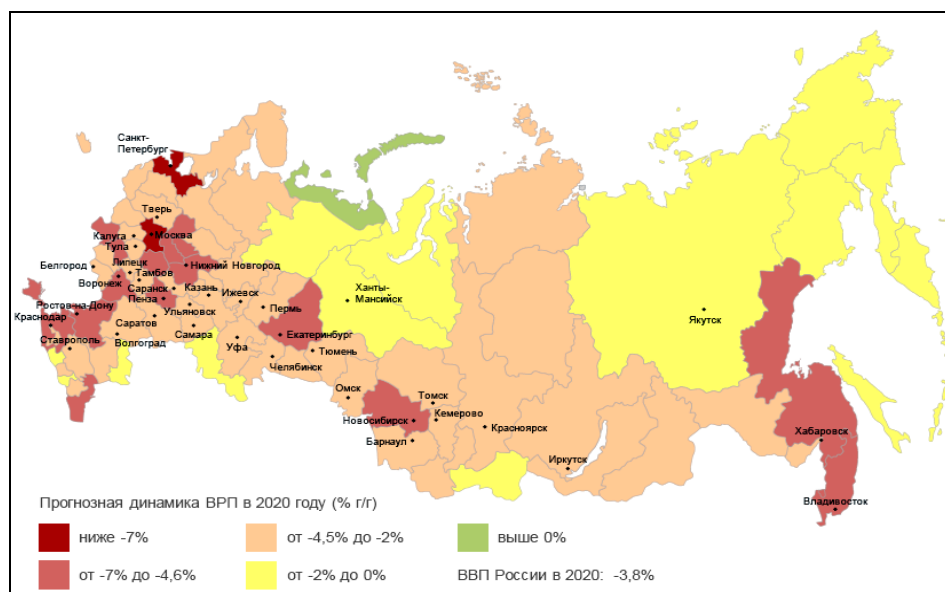 Санкт-
Петербург
Тверь
Москва
Калуга
Тула
Белгород
Липецк
Нижний Новгород
Тамбов
Воронеж
Саранск
Казань
Ижевск
Ханты-
Мансийск
Пенза
Ростов-на-Дону
Ульяновск
Пермь
Якутск
Краснодар
Саратов
Самара
Екатеринбург
Ставрополь
Волгоград
Уфа
Тюмень
Челябинск
Омск
Томск
Новосибирск
Кемерово
Красноярск
Барнаул
Хабаровск
Иркутск
Владивосток
Прогнозная динамика ВРП в 2020 году (% г/г)
ниже -7%
от -4,5% до -2%
выше 0%
от -7% до -4,6%
от -2% до 0%
ВВП России в 2020: -3,8%